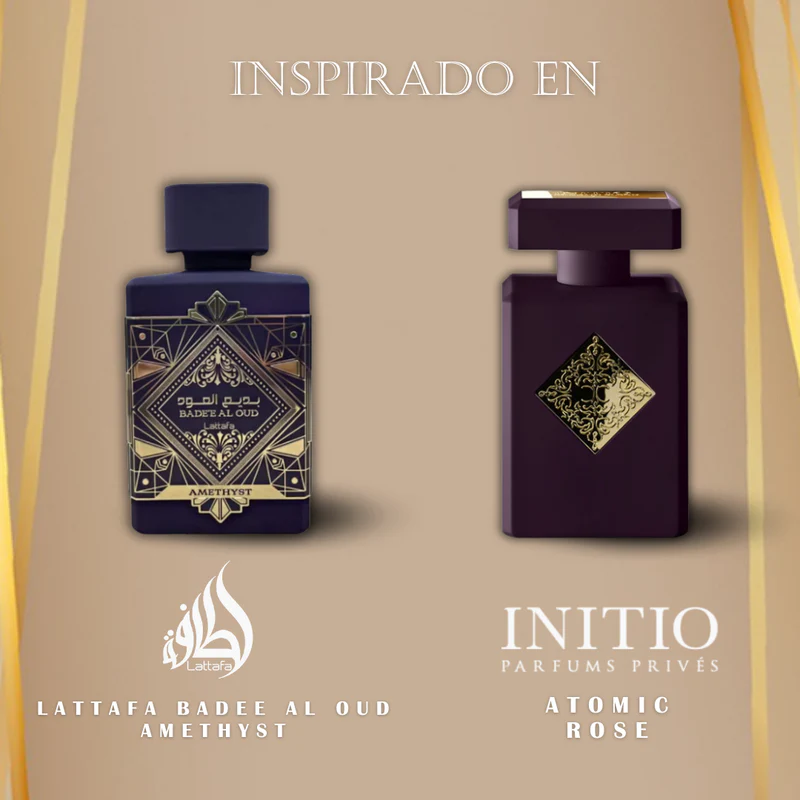 INSPIRADO EN
بديع العود
BADE'E AL OUD
Lattafa
AMETHYST
لطافة
Lattafa
LATTAFA BADEE AL OUD
AMETHYST
INITIO
PARFUMS PRIVÉS
ATOMIC
ROSE